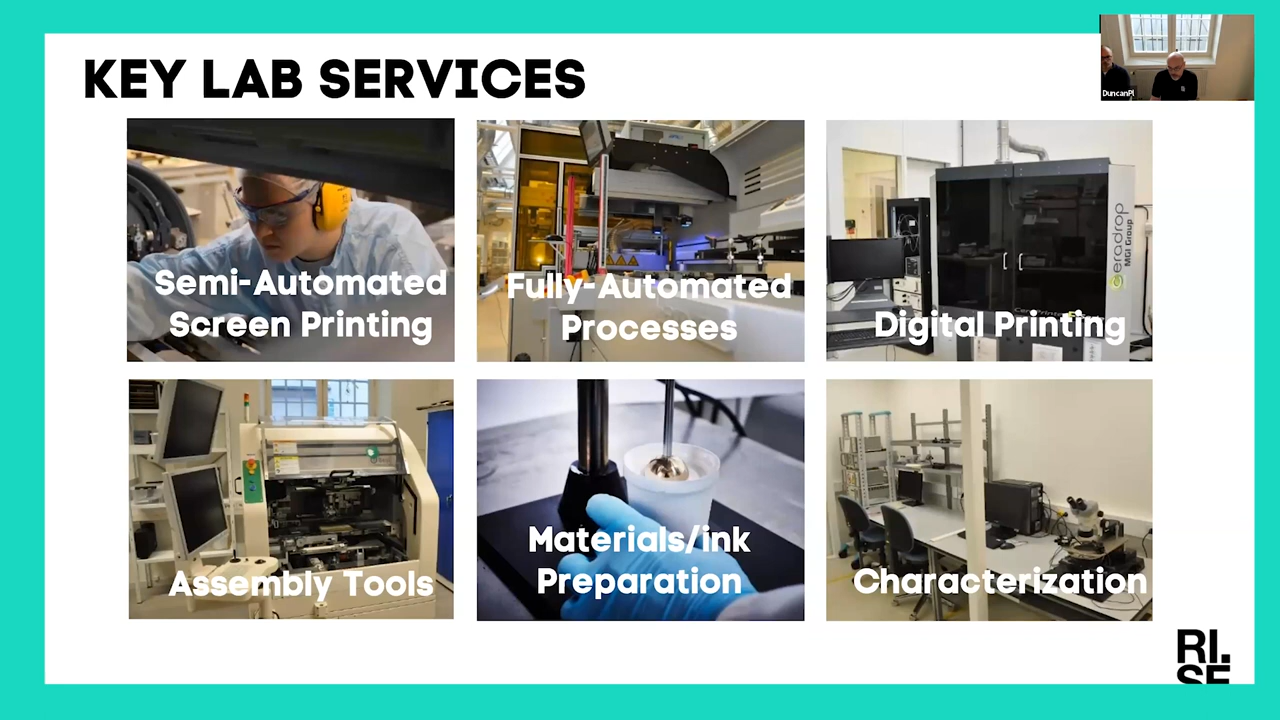 KEY LAB SERVICES
DuncanPl
Semi-Automated
Screen Printing
Fully-Automated
Processes
Digital Printing
eradrop
MGI Group
Assembly Tools
Materials/ink
Preparation
Characterization
RI.
SE